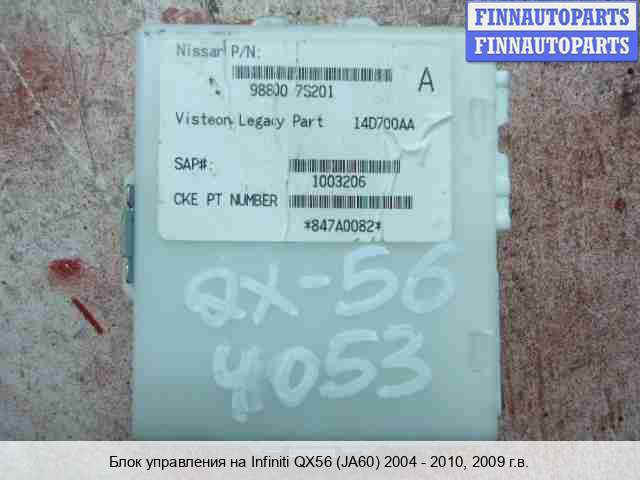 FINNAUTOPARTS
FINNAUTOPARTS
Nissan P/N:
98800 7S201
A
Visteon Legacy Part 14D700AA
SAP#:
1003206
CKE PT NUMBER
*847A0082*
QX-56
4053
Блок управления на Infiniti QX56 (JA60) 2004 - 2010, 2009 г.в.